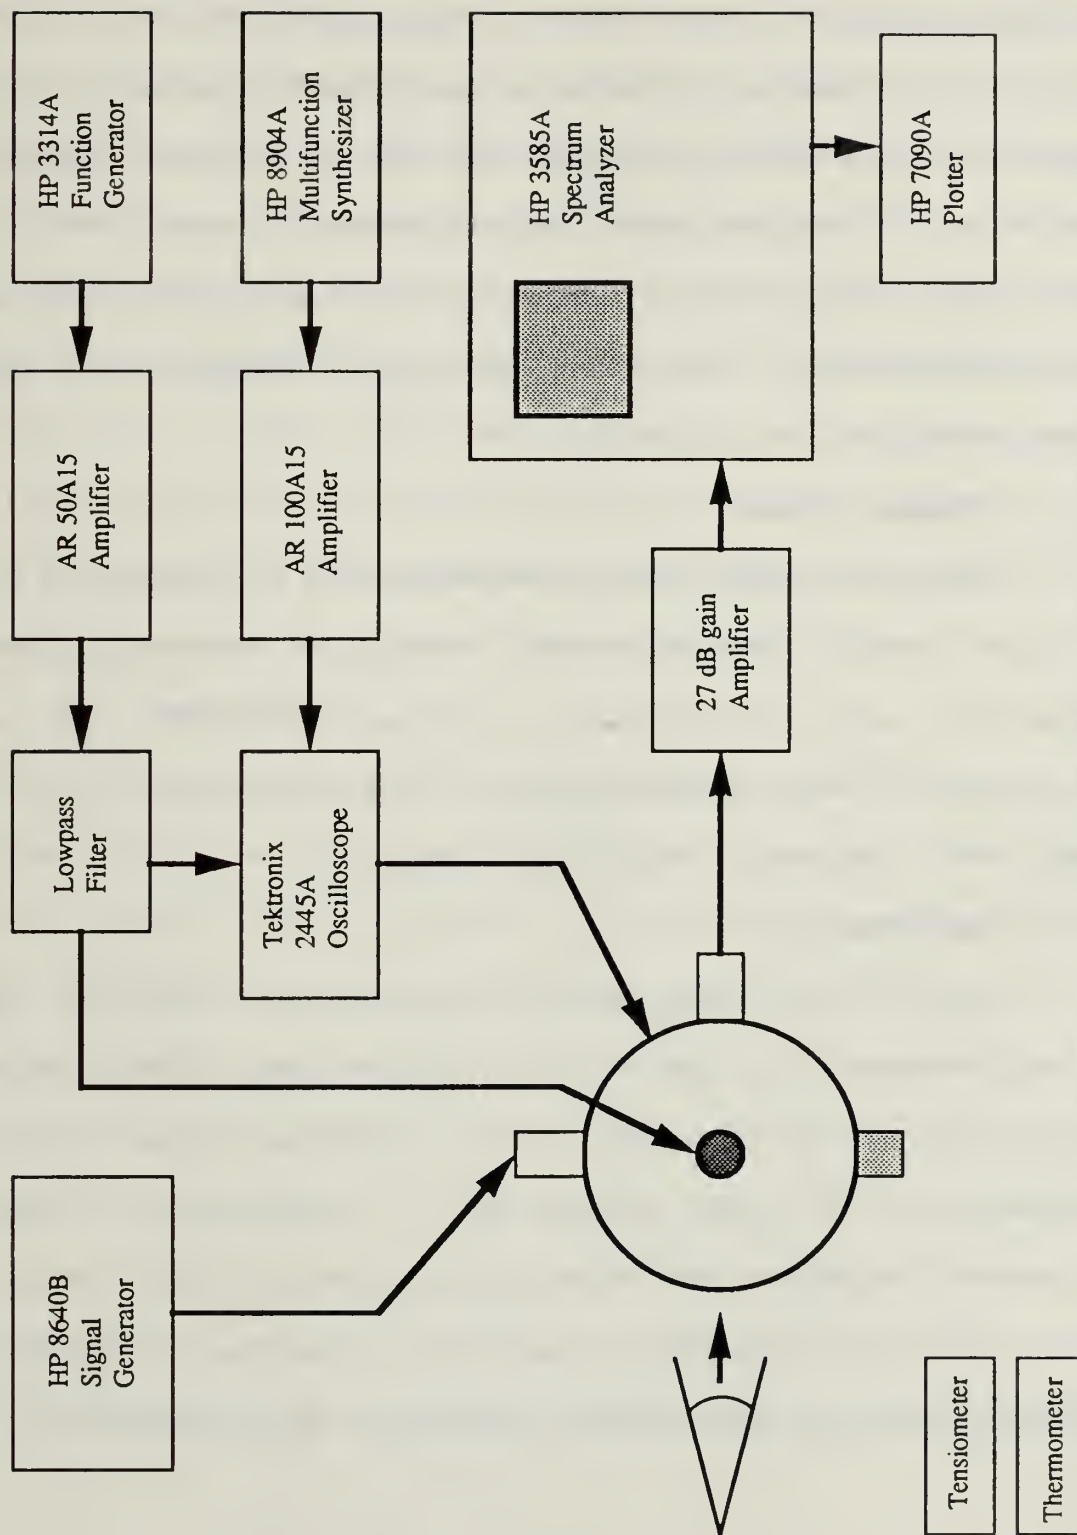 HP 8640B
Signal
Generator
Lowpass
Filter
AR 50A15
Amplifier
HP 3314A
Function
Generator
Tektronix
2445A
Oscilloscope
AR 100A15
Amplifier
HP 8904A
Multifunction
Synthesizer
27 dB gain
Amplifier
HP 3585A
Spectrum
Analyzer
HP 7090A
Plotter
Tensiometer
Thermometer